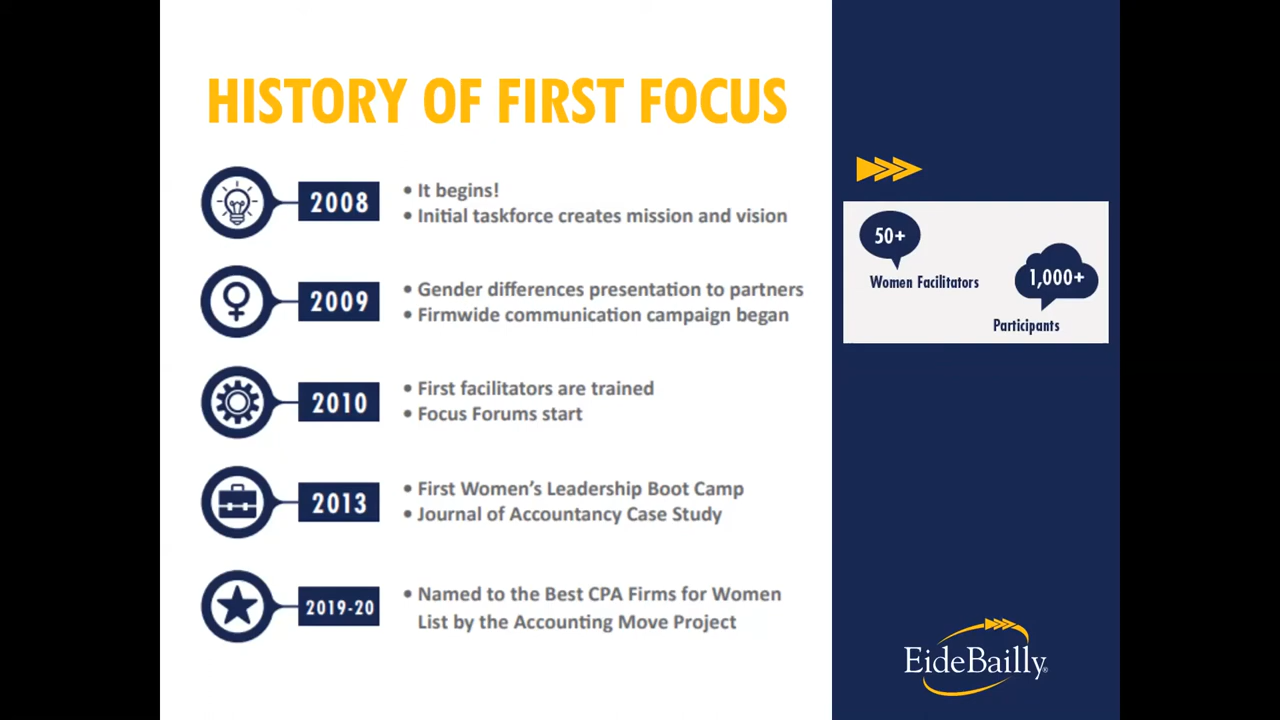 HISTORY OF FIRST FOCUS
2008
• It begins!
• Initial taskforce creates mission and vision
2009
• Gender differences presentation to partners
• Firmwide communication campaign began
2010
• First facilitators are trained
• Focus Forums start
2013
• First Women’s Leadership Boot Camp
• Journal of Accountancy Case Study
2019-20
• Named to the Best CPA Firms for Women
List by the Accounting Move Project
50+
Women Facilitators
1,000+
Participants
EideBailly®